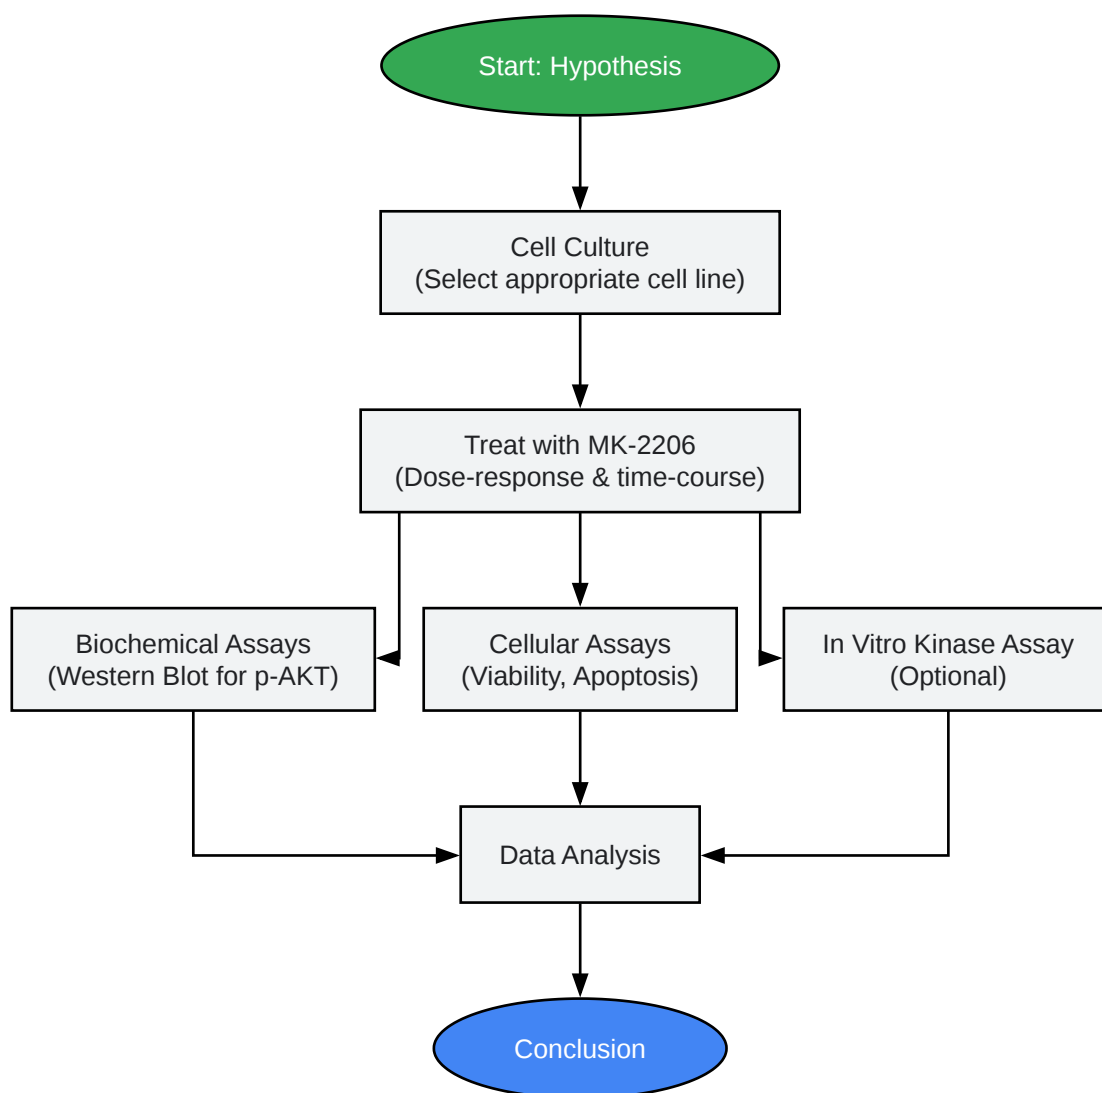 Start: Hypothesis
Cell Culture
(Select appropriate cell line)
Treat with MK-2206
(Dose-response & time-course)
Biochemical Assays
(Western Blot for p-AKT)
Cellular Assays
(Viability, Apoptosis)
In Vitro Kinase Assay
(Optional)
Data Analysis
Conclusion